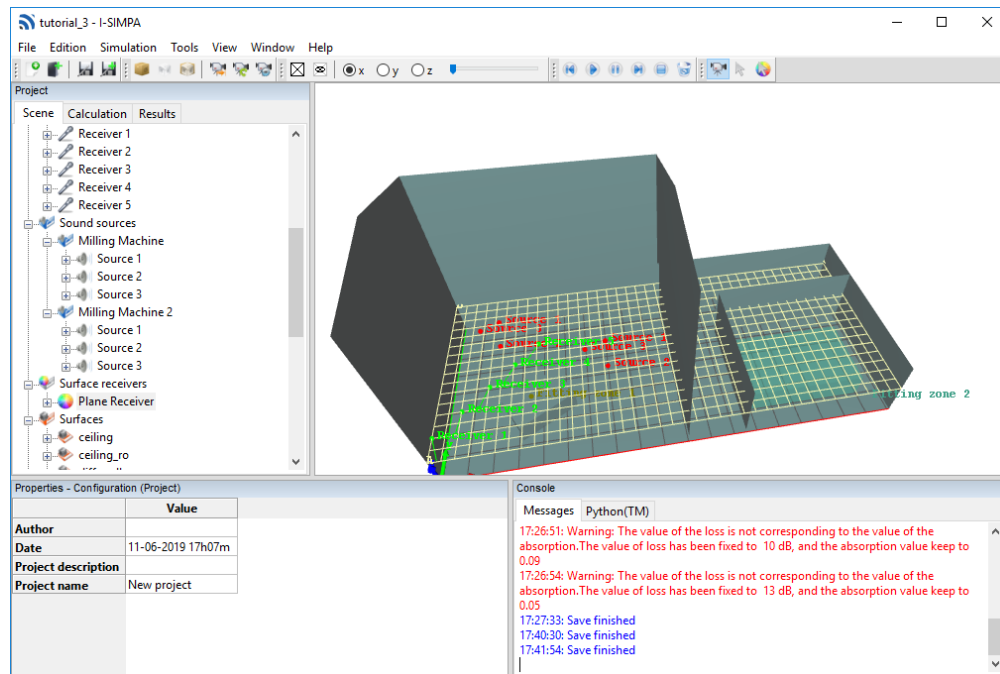 tutorial_3 - I-SIMPA
File Edition Simulation Tools View Window Help
x y z
Project
Scene Calculation Results
Receiver 1
Receiver 2
Receiver 3
Receiver 4
Receiver 5
Sound sources
Milling Machine
Source 1
Source 2
Source 3
Milling Machine 2
Source 1
Source 2
Source 3
Surface receivers
Plane Receiver
Surfaces
ceiling
ceiling_ro
Source 2
zone 2
Properties - Configuration (Project)
Value
Author
Date 11-06-2019 17h07m
Project description
Project name New project
Console
Messages Python(TM)
17:26:51: Warning: The value of the loss is not corresponding to the value of the
absorption.The value of loss has been fixed to 10 dB, and the absorption value keep to
0.09
17:26:54: Warning: The value of the loss is not corresponding to the value of the
absorption.The value of loss has been fixed to 13 dB, and the absorption value keep to
0.05
17:27:33: Save finished
17:40:30: Save finished
17:41:54: Save finished